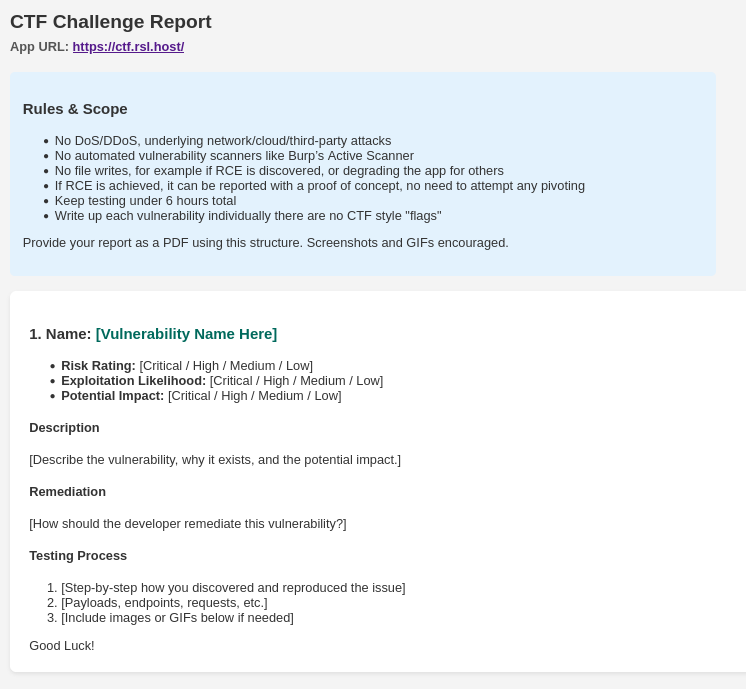 CTF Challenge Report
App URL: https://ctf.rsl.host/
Rules & Scope
• No DoS/DDoS, underlying network/cloud/third-party attacks
• No automated vulnerability scanners like Burp's Active Scanner
• No file writes, for example if RCE is discovered, or degrading the app for others
• If RCE is achieved, it can be reported with a proof of concept, no need to attempt any pivoting
• Keep testing under 6 hours total
• Write up each vulnerability individually there are no CTF style "flags"
Provide your report as a PDF using this structure. Screenshots and GIFs encouraged.
1. Name: [Vulnerability Name Here]
• Risk Rating: [Critical / High / Medium / Low]
• Exploitation Likelihood: [Critical / High / Medium / Low]
• Potential Impact: [Critical / High / Medium / Low]
Description
[Describe the vulnerability, why it exists, and the potential impact.]
Remediation
[How should the developer remediate this vulnerability?]
Testing Process
1. [Step-by-step how you discovered and reproduced the issue]
2. [Payloads, endpoints, requests, etc.]
3. [Include images or GIFs below if needed]
Good Luck!